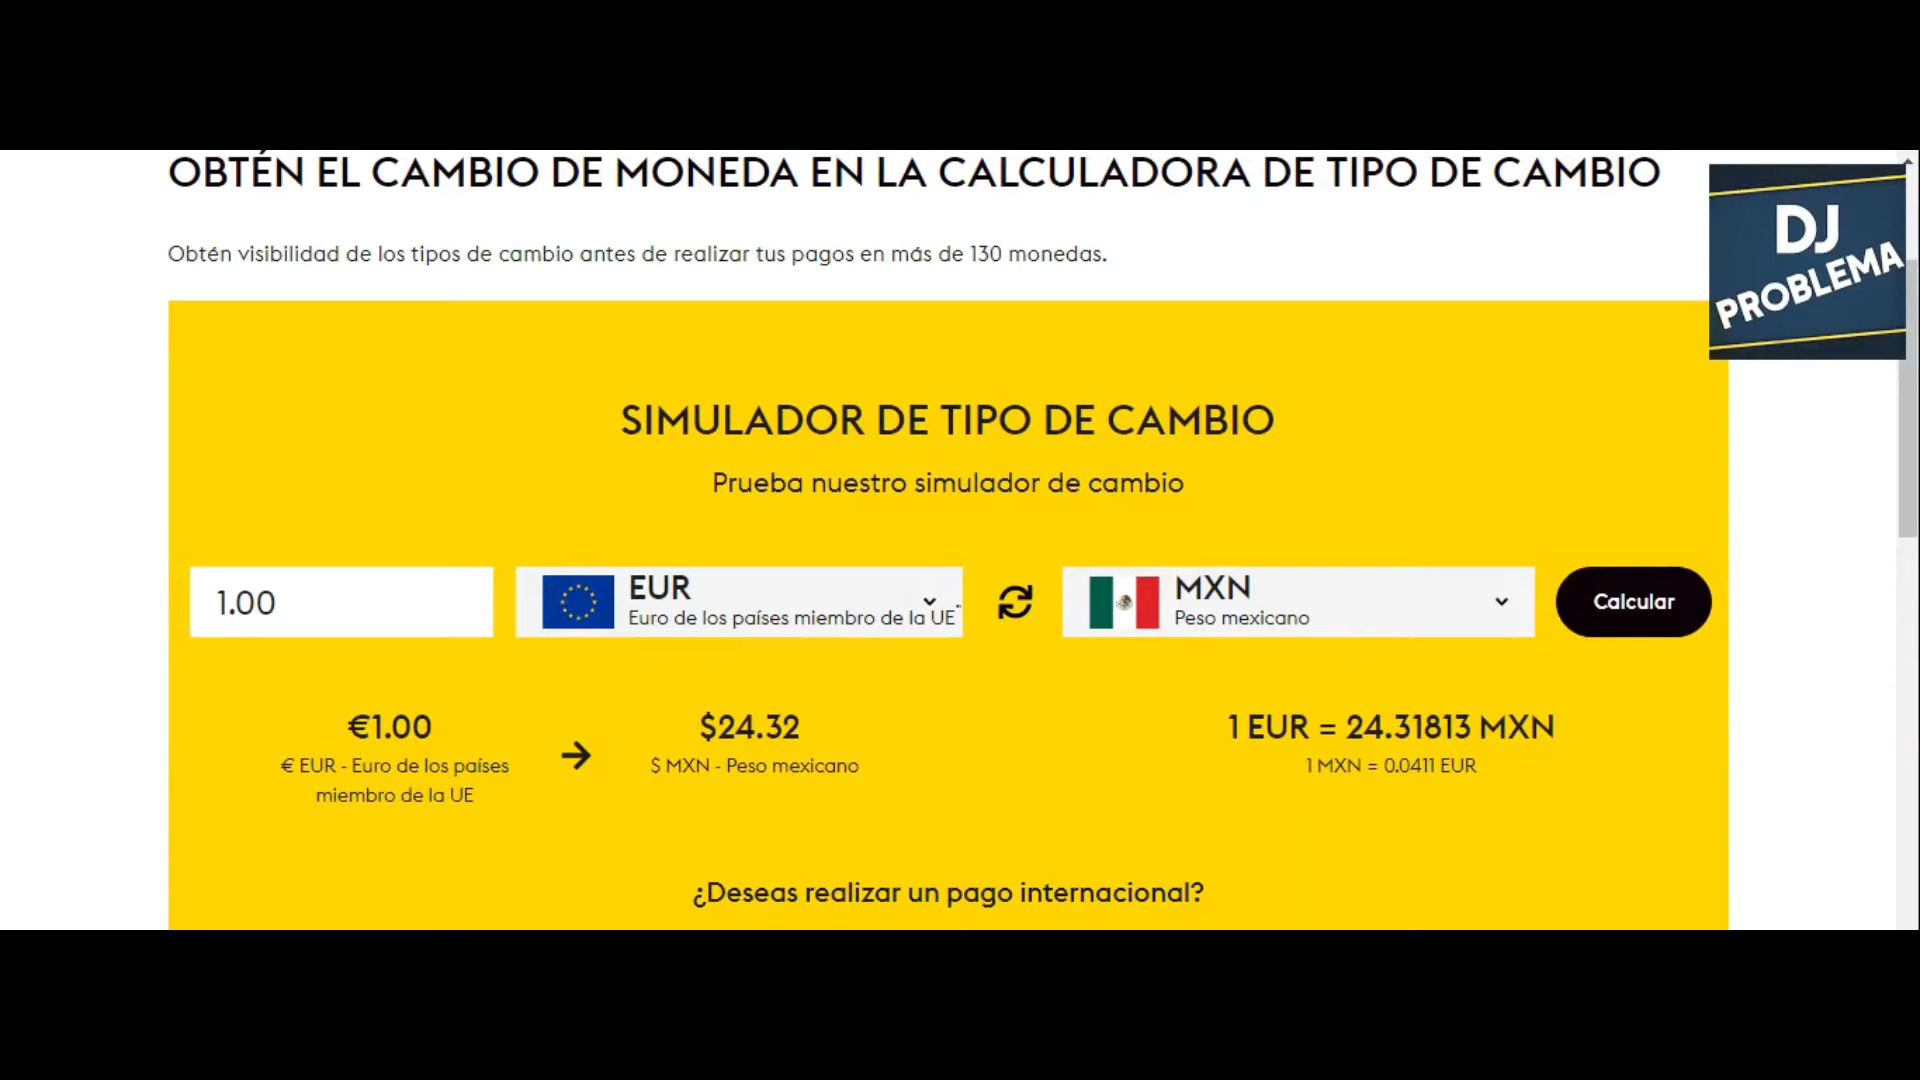 OBTÉN EL CAMBIO DE MONEDA EN LA CALCULADORA DE TIPO DE CAMBIO
DJ
PROBLEMA
Obtén visibilidad de los tipos de cambio antes de realizar tus pagos en más de 130 monedas.
SIMULADOR DE TIPO DE CAMBIO
Prueba nuestro simulador de cambio
1.00
EUR
Euro de los países miembro de la UE
MXN
Peso mexicano
Calcular
€1.00
€ EUR - Euro de los países
miembro de la UE
$24.32
$ MXN - Peso mexicano
1 EUR = 24.31813 MXN
1 MXN = 0.0411 EUR
¿Deseas realizar un pago internacional?